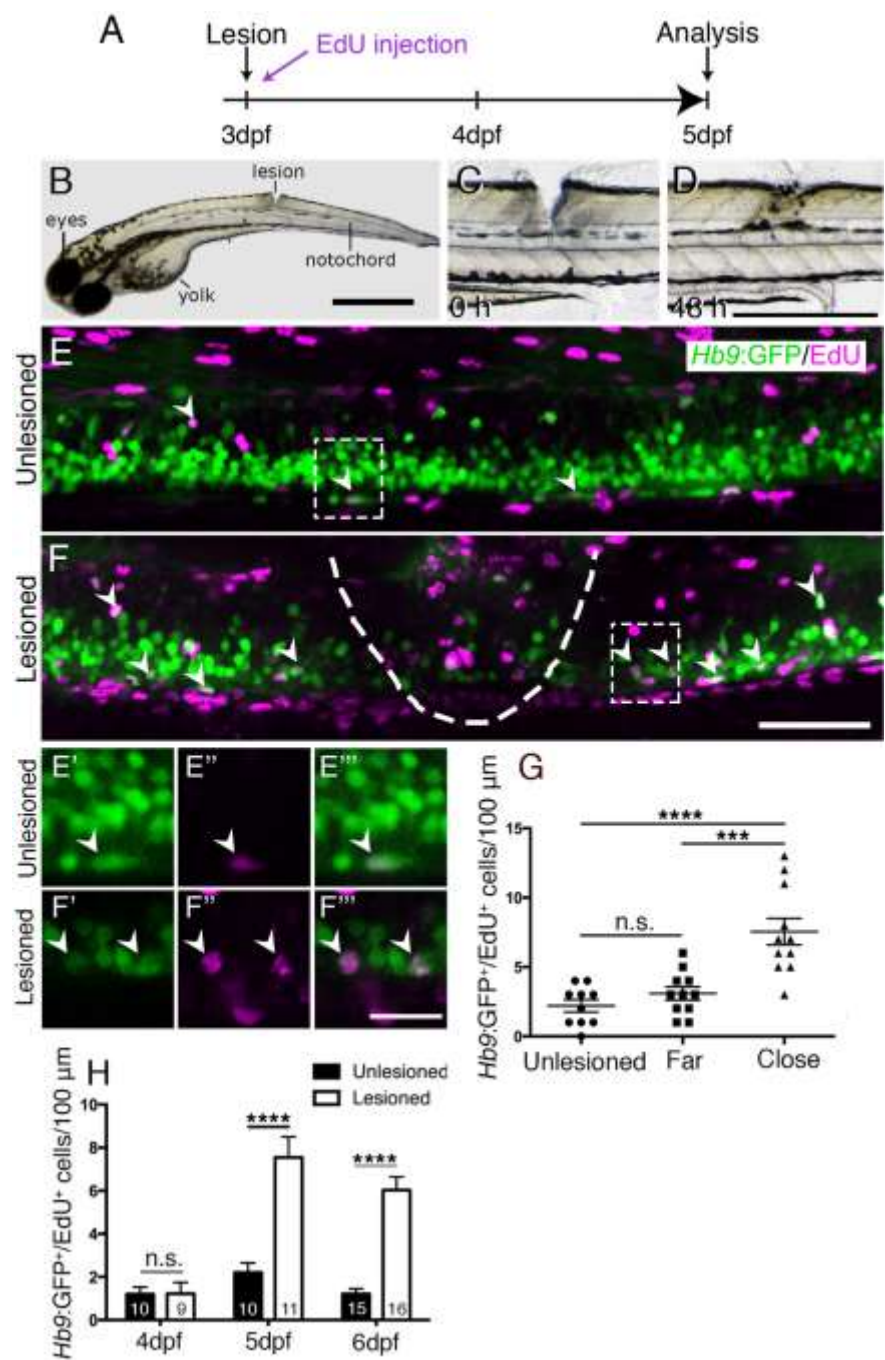 A
Lesion
EdU injection
Analysis
3dpf
4dpf
5dpf
B
lesion
eyes
notochord
yolk
C
0 h
D
48 h
Unlesioned
E
Hb9:GFP/EdU
Lesioned
F
Unlesioned
E'
E''
E'''
Lesioned
F'
F''
F'''
G
Hb9:GFP+/EdU+ cells/100 µm
15
10
5
0
****
***
n.s.
Unlesioned
Far
Close
H
Unlesioned
Lesioned
Hb9:GFP+/EdU+ cells/100 µm
10
8
6
4
2
0
n.s.
****
****
10
9
10
11
15
16
4dpf
5dpf
6dpf